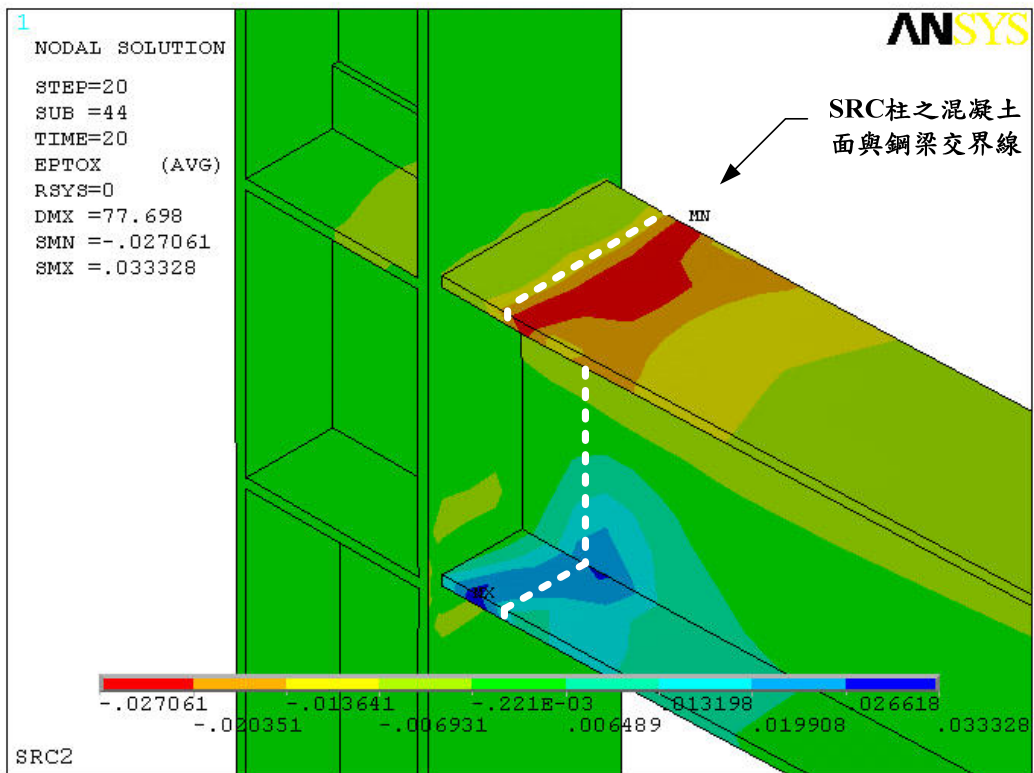 1
ANSYS
NODAL SOLUTION
STEP=20
SUB =44
TIME=20
EPTOX (AVG)
RSYS=0
DMX =77.698
SMN =-.027061
SMX =.033328
SRC柱之混凝土
面與鋼梁交界線
MN
MX
-.027061 -.013641 -.221E-03 .013198 .026618
-.020351 -.006931 .006489 .019908 .033328
SRC2